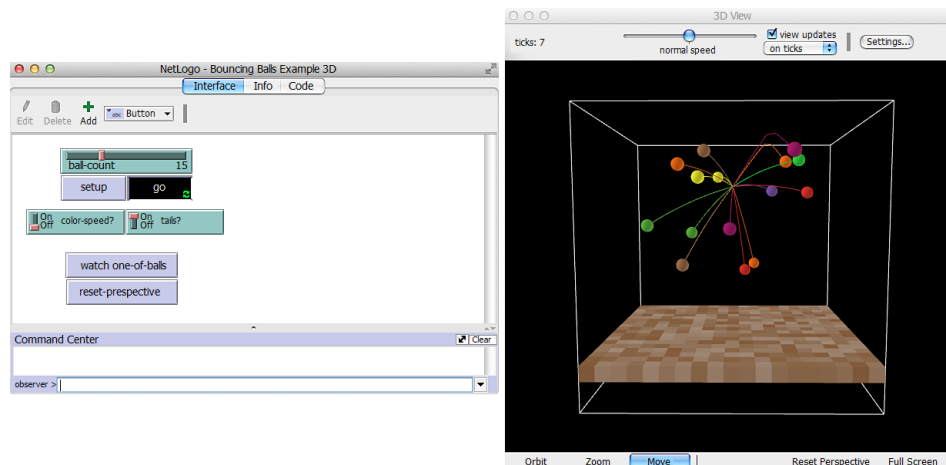 NetLogo - Bouncing Balls Example 3D
Interface Info Code
Edit Delete Add abc Button
ball-count 15
setup go
On Off color-speed? On Off tails?
watch one-of-balls
reset-prespective
Command Center Clear
observer >
3D View
ticks: 7 normal speed view updates on ticks Settings...
Orbit Zoom Move Reset Perspective Full Screen